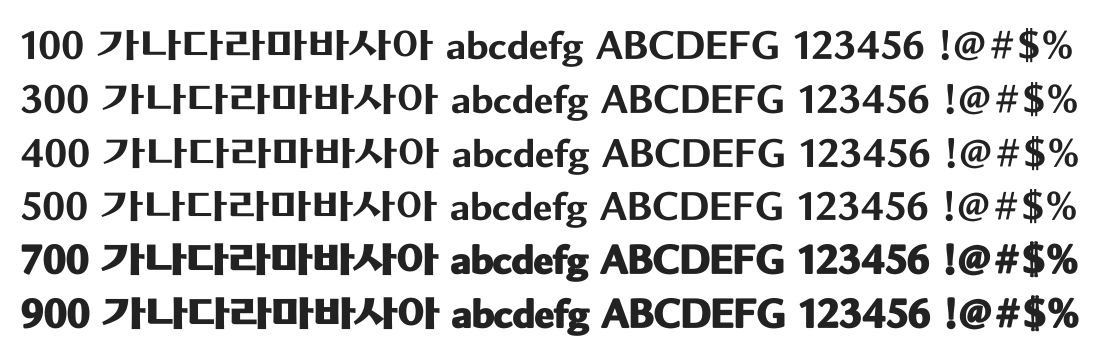 100 가나다라마바사아 abcdefg ABCDEFG 123456 !@#$%
300 가나다라마바사아 abcdefg ABCDEFG 123456 !@#$%
400 가나다라마바사아 abcdefg ABCDEFG 123456 !@#$%
500 가나다라마바사아 abcdefg ABCDEFG 123456 !@#$%
700 가나다라마바사아 abcdefg ABCDEFG 123456 !@#$%
900 가나다라마바사아 abcdefg ABCDEFG 123456 !@#$%